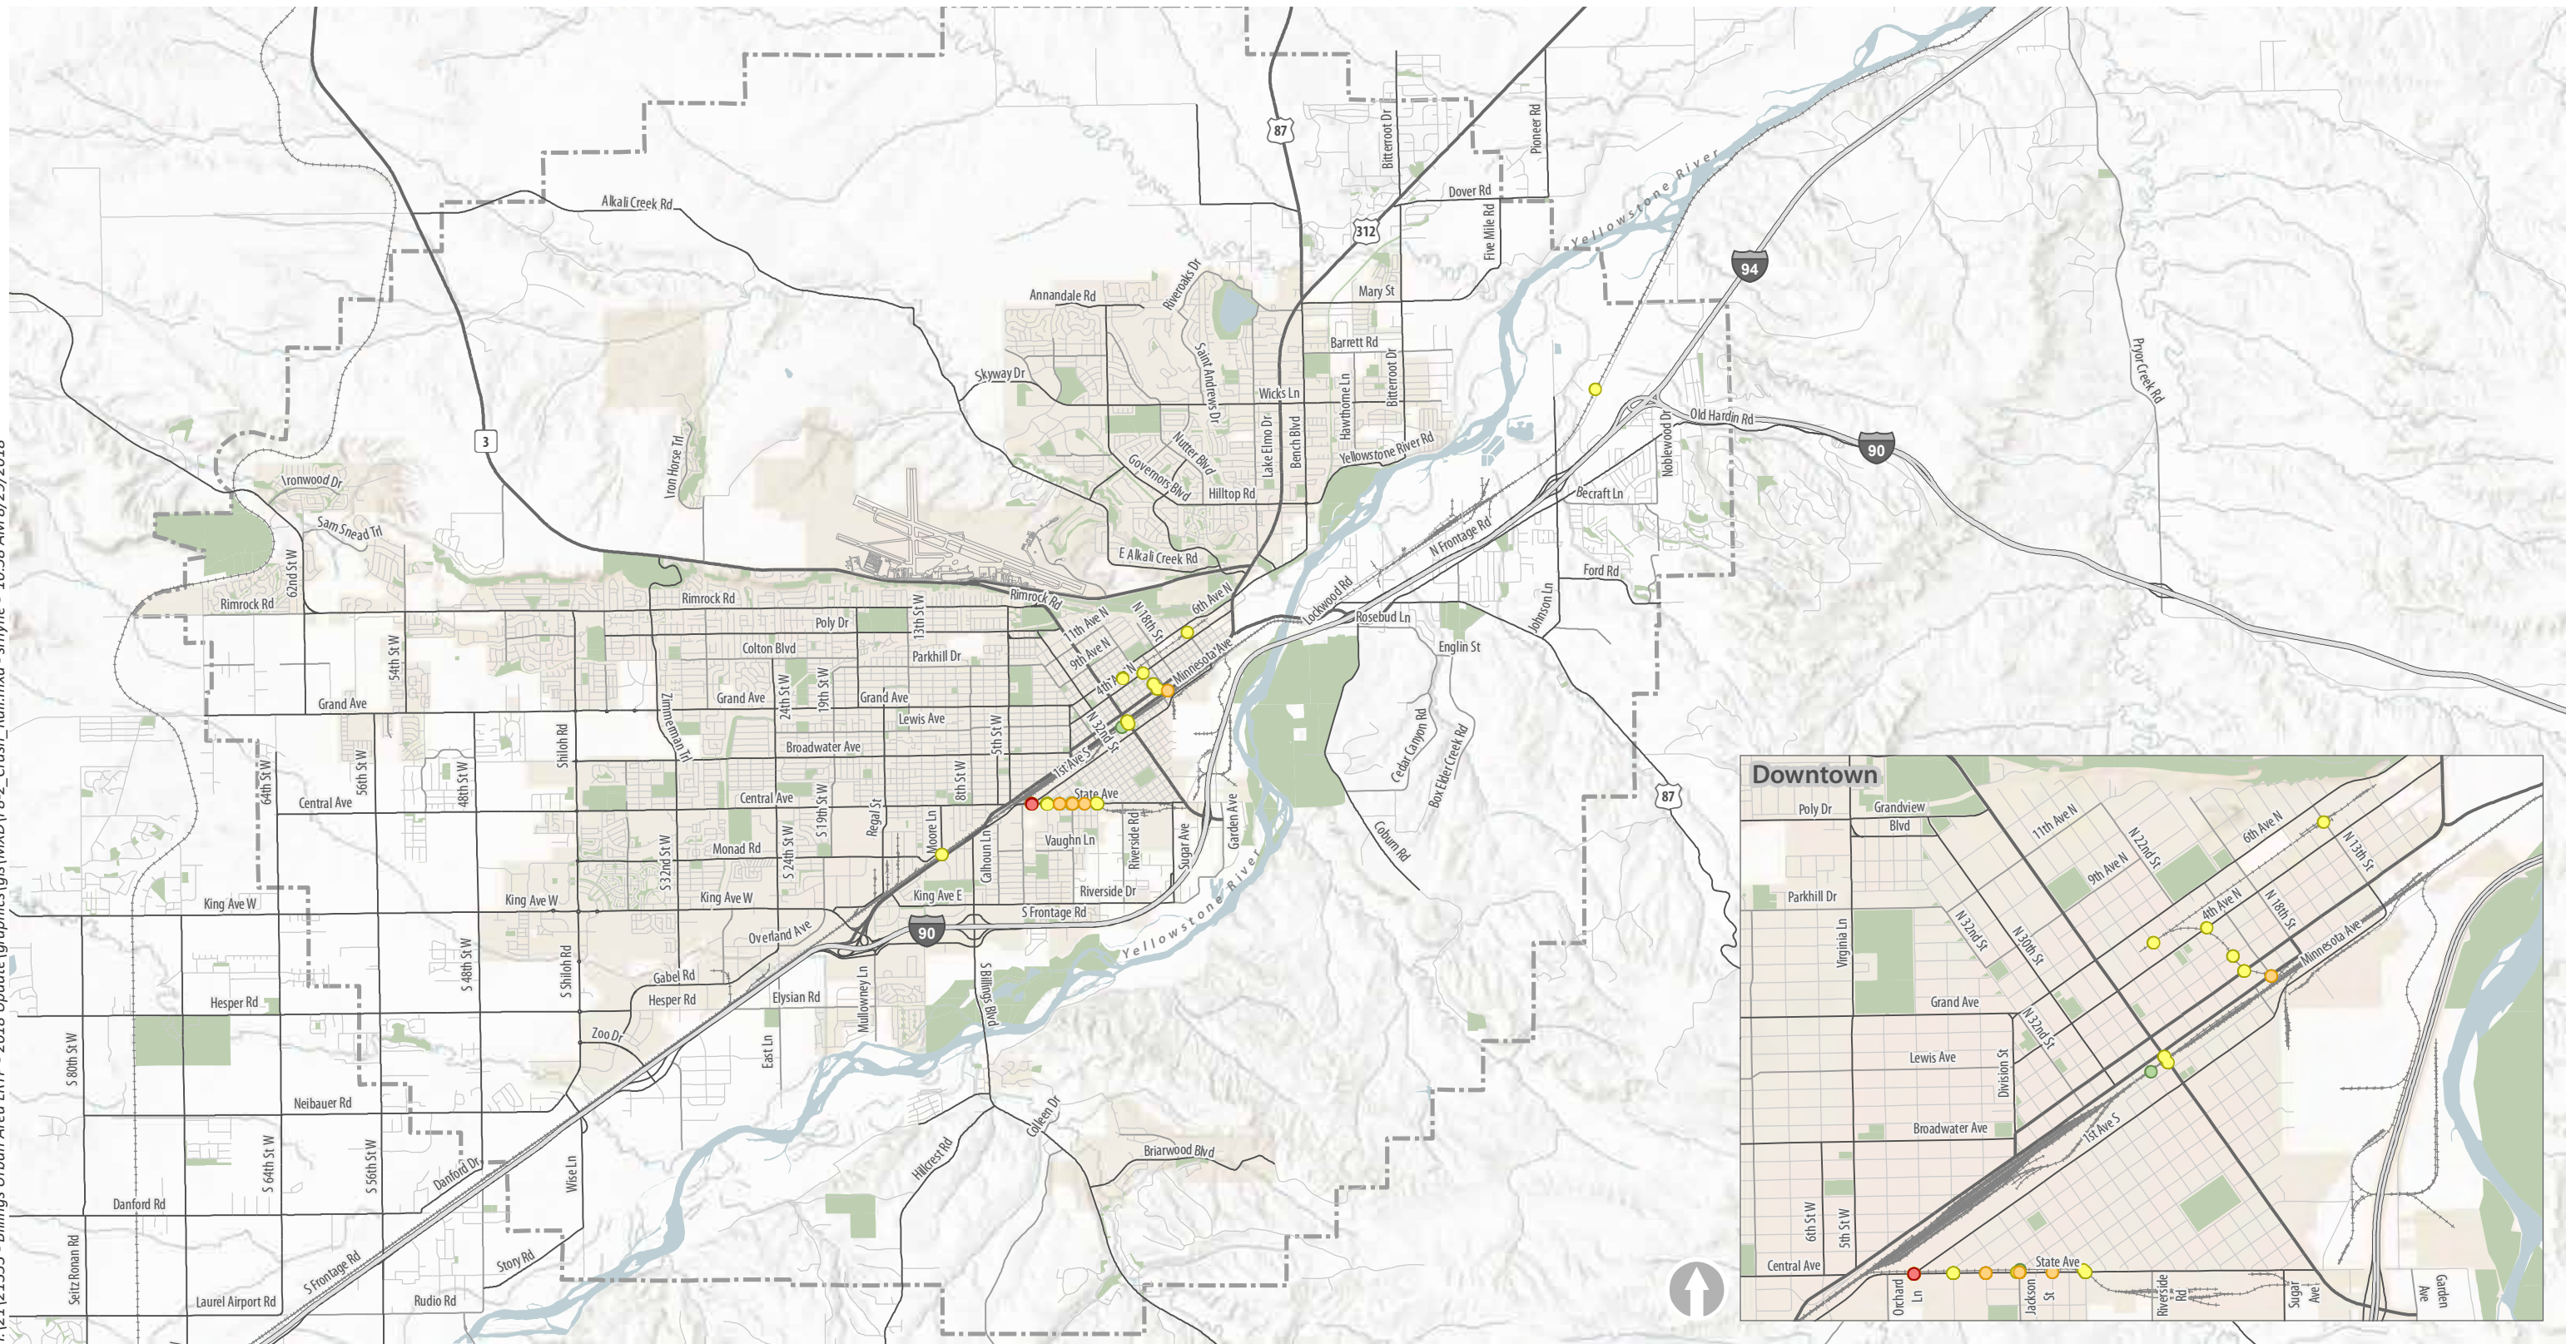 87
Bitterroot Dr
Pioneer Rd
Dover Rd
Alkali Creek Rd
Five Mile Rd
312
Yellowstone River
94
Riveroaks Dr
Annandale Rd
Mary St
Barrett Rd
Saint Andrews Dr
Skyway Dr
Wicks Ln
Hawthorne Ln
Bitterroot Dr
Pryor Creek Rd
Old Hardin Rd
3
Iron Horse Trl
Nutter Blvd
Governors Blvd
Lake Elmo Dr
Bench Blvd
Yellowstone River Rd
Noblewood Dr
90
Ironwood Dr
Hilltop Rd
Becraft Ln
Sam Snead Trl
N Frontage Rd
E Alkali Creek Rd
62nd St W
Ford Rd
Rimrock Rd
Rimrock Rd
Rimrock Rd
13th St W
6th Ave N
Lockwood Rd
Johnson Ln
Poly Dr
11th Ave N
N 18th St
Rosebud Ln
54th St W
Colton Blvd
Parkhill Dr
9th Ave N
Minnesota Ave
Englin St
Grand Ave
Zimmerman Trl
Grand Ave
24th St W
19th St W
Grand Ave
Lewis Ave
N 32nd St
Shiloh Rd
Broadwater Ave
5th St W
Cedar Canyon Rd
Box Elder Creek Rd
64th St W
56th St W
48th St W
8th St W
1st Ave S
Central Ave
Central Ave
S 19th St W
Regal St
State Ave
87
Moore Ln
Calhoun Ln
Vaughn Ln
Riverside Rd
Sugar Ave
Garden Ave
Coburn Rd
S 32nd St W
Monad Rd
S 24th St W
King Ave W
King Ave W
King Ave W
King Ave E
Riverside Dr
S Frontage Rd
Overland Ave
90
Yellowstone River
S 48th St W
S Shiloh Rd
Gabel Rd
Hesper Rd
Hesper Rd
Elysian Rd
Mullowney Ln
S Billings Blvd
Zoo Dr
East Ln
S 80th St W
Neibauer Rd
Colleen Dr
Hillcrest Rd
Briarwood Blvd
S 64th St W
S 56th St W
Danford Dr
Wise Ln
Danford Rd
Seitz Ronan Rd
S Frontage Rd
Story Rd
Laurel Airport Rd
Rudio Rd
Downtown
Poly Dr
Grandview
Blvd
11th Ave N
N 22nd St
6th Ave N
N 13th St
9th Ave N
Parkhill Dr
Virginia Ln
N 32nd St
N 30th St
4th Ave N
N 18th St
Minnesota Ave
Grand Ave
N 32nd St
Lewis Ave
Division St
Broadwater Ave
1st Ave S
6th St W
5th St W
Central Ave
State Ave
Orchard
Ln
Jackson
St
Riverside
Rd
Sugar
Ave
Garden
Ave